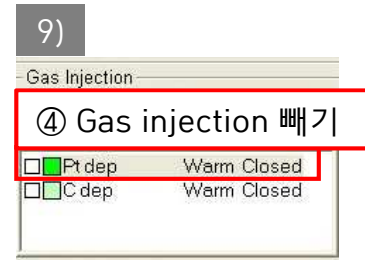 9)
Gas Injection
④ Gas injection 빼기
Pt dep Warm Closed
C dep Warm Closed